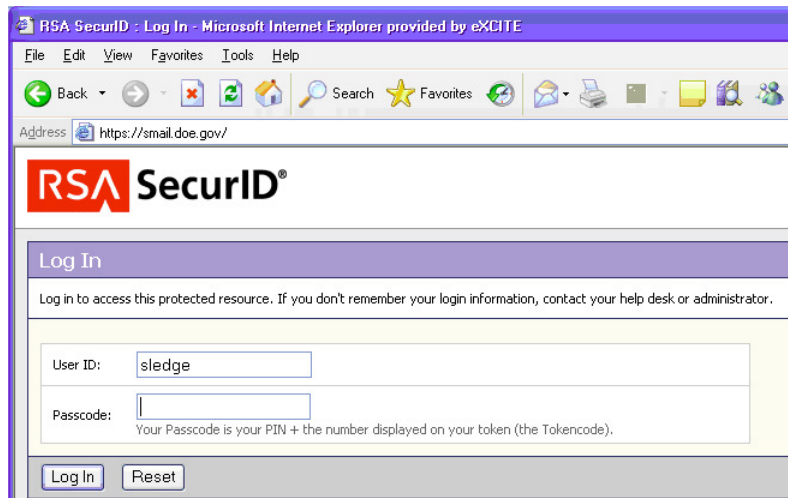 RSA SecurID : Log In - Microsoft Internet Explorer provided by eXCITE
File Edit View Favorites Tools Help
Back Search Favorites
Address https://smail.doe.gov/
RSA SecurID®
Log In
Log in to access this protected resource. If you don't remember your login information, contact your help desk or administrator.
User ID: sledge
Passcode:
Your Passcode is your PIN + the number displayed on your token (the Tokencode).
Log In Reset